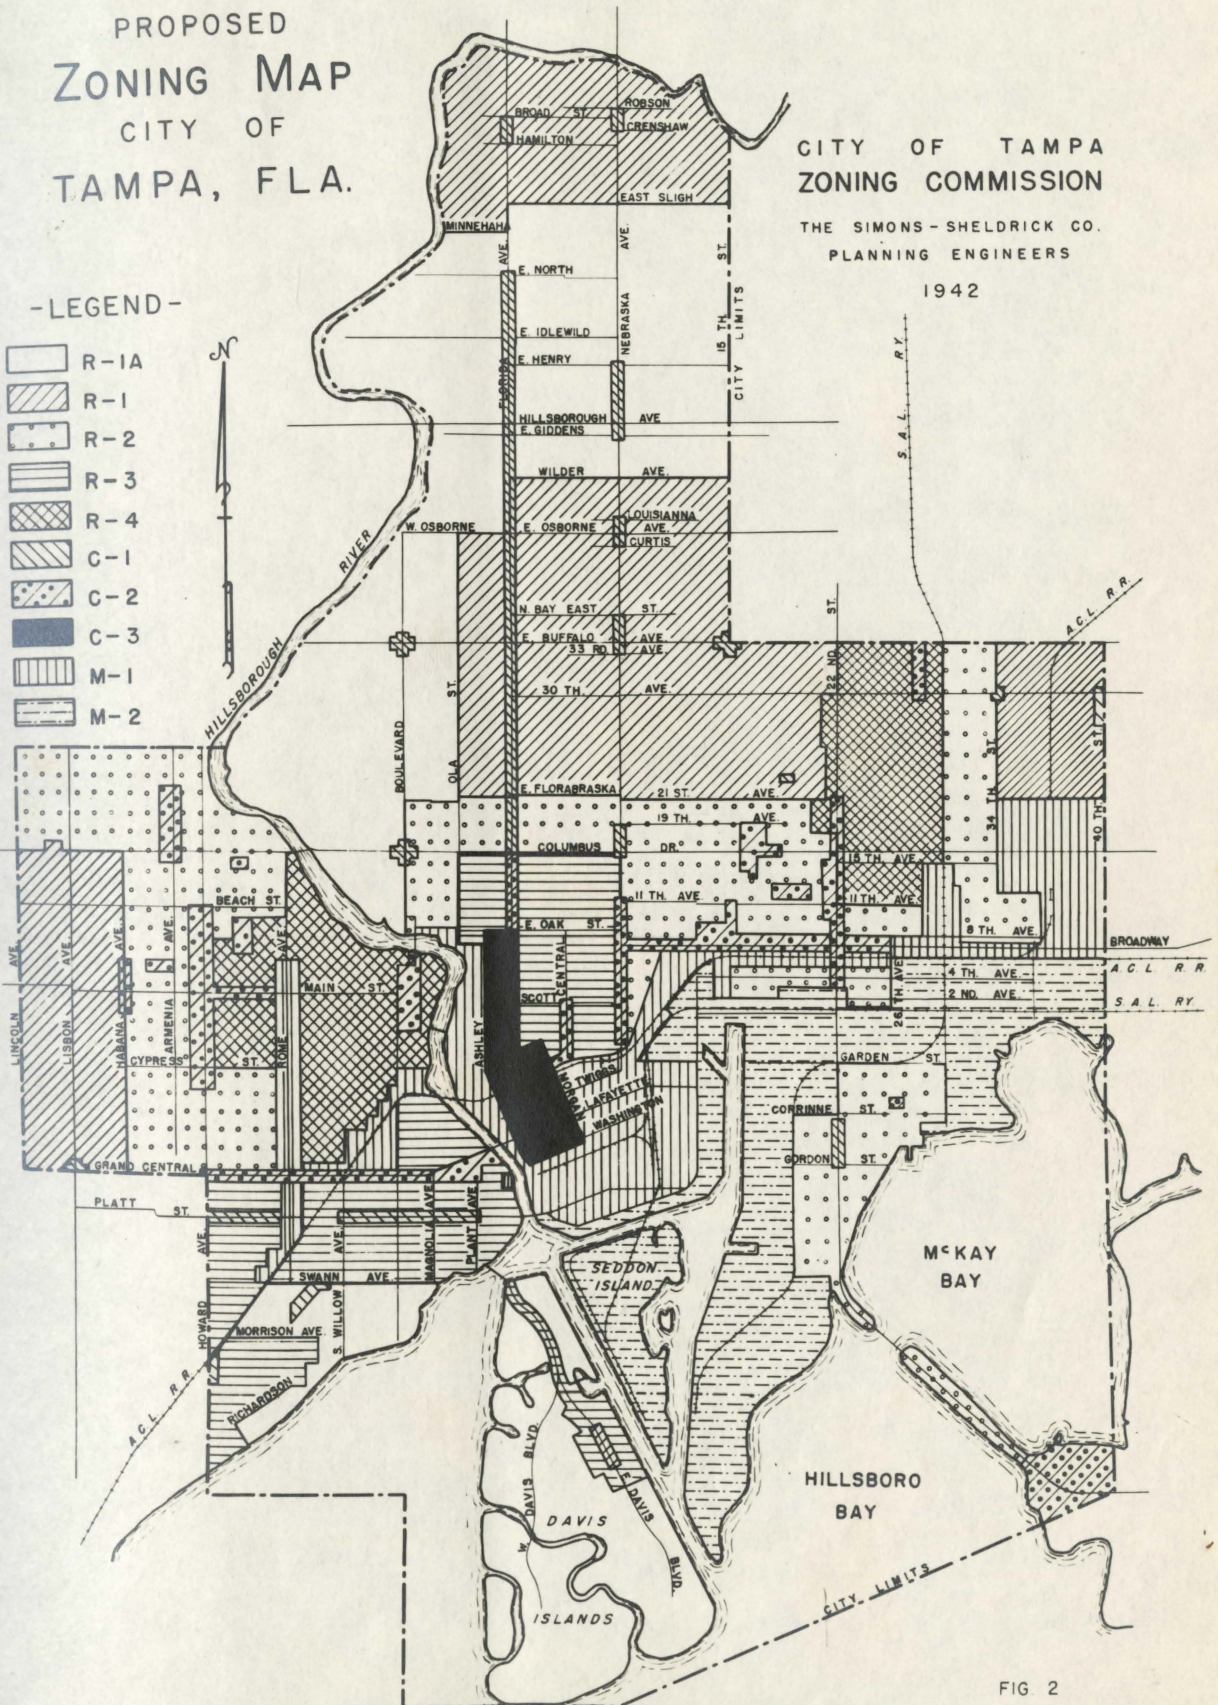 PROPOSED
ZONING MAP
CITY OF
TAMPA, FLA.
CITY OF TAMPA
ZONING COMMISSION
THE SIMONS-SHELDRICK CO.
PLANNING ENGINEERS
1942
-LEGEND-
R-1A
R-1
R-2
R-3
R-4
C-1
C-2
C-3
M-1
M-2
N
ROBSON
BROAD ST.
CRENSHAW
HAMILTON
EAST SLIGH
MINNEHAHA
AVE.
AVE.
ST.
E. NORTH
NEBRASKA
15 TH
CITY LIMITS
E. IDLEWILD
E. HENRY
FLORIDA
HILLSBOROUGH AVE
E. GIDDENS
S.A.L. RY.
WILDER AVE.
LOUISIANNA
W. OSBORNE
E. OSBORNE AVE.
CURTIS
HILLSBOROUGH RIVER
N. BAY EAST ST.
E. BUFFALO AVE.
33 RD. AVE.
22 ND. ST.
A.C.L. R.R.
30 TH. AVE.
BOULEVARD
OLA ST.
34 TH ST.
40 TH. ST.
E. FLORABRASKA 21 ST. AVE.
19 TH. AVE.
COLUMBUS DR.
15 TH. AVE.
11 TH. AVE
11 TH. AVE.
BEACH ST.
E. OAK ST.
8 TH. AVE.
BROADWAY
A.C.L. R.R.
4 TH. AVE.
2 ND. AVE.
S.A.L. RY.
26 TH AVE.
CENTRAL
SCOTT
MAIN ST.
LINCOLN AVE
LISBON AVE.
HABANA AVE.
ARMENIA AVE.
ROME AVE.
CYPRESS ST.
ASHLEY
TWIGGS
MORGAN
LAFAYETTE
WASHINGTON
GARDEN ST.
CORRINNE ST.
GORDON ST.
GRAND CENTRAL
PLATT ST.
MAGNOLIA AVE.
PLANT AVE.
SWANN AVE.
HOWARD AVE.
S. WILLOW AVE.
MORRISON AVE.
RICHARDSON
A.C.L. R.R.
SEDDON
ISLAND
McKAY
BAY
HILLSBORO
BAY
W. DAVIS BLVD.
E. DAVIS BLVD.
DAVIS
ISLANDS
CITY LIMITS
FIG. 2